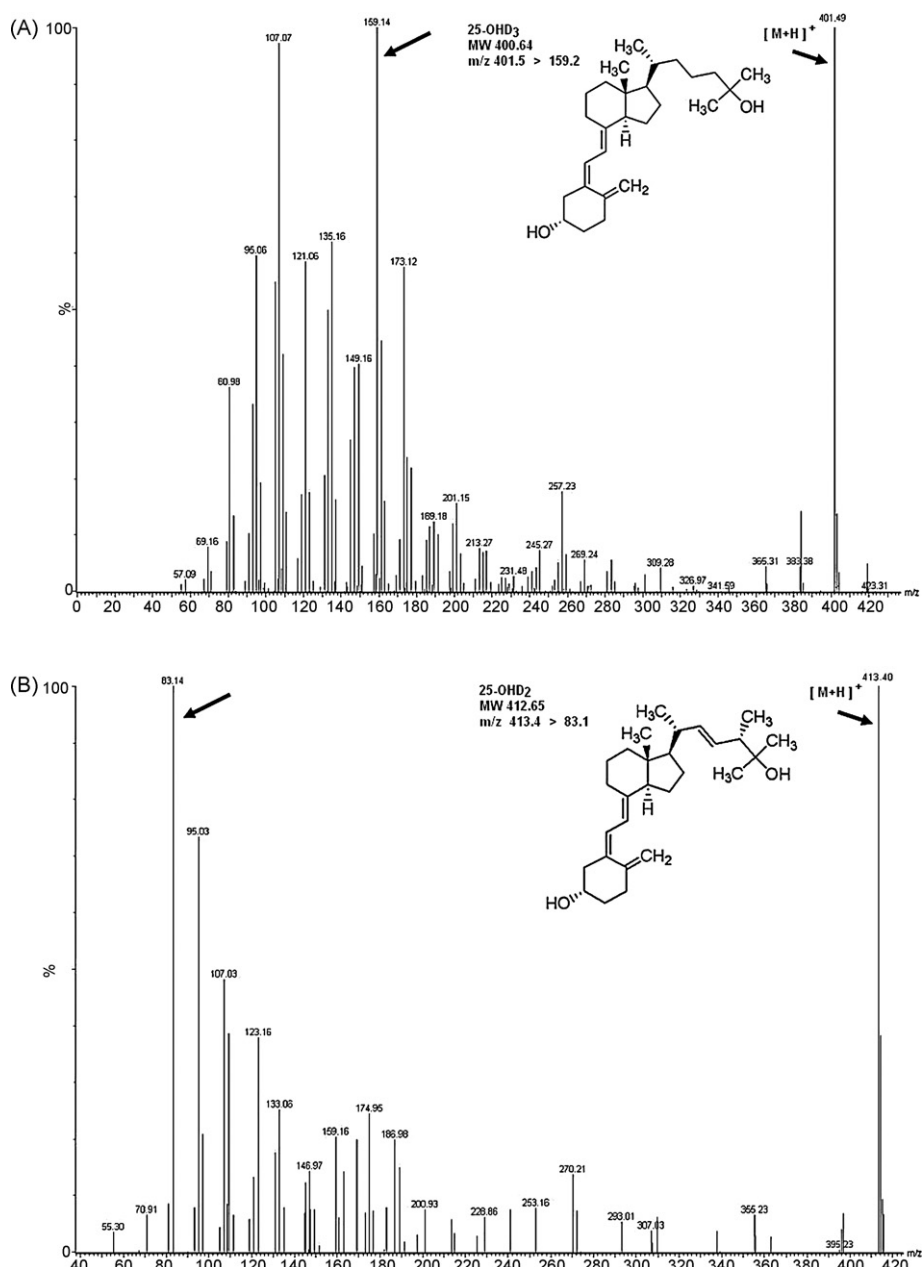 (A)
100
%
0
25-OHD3
MW 400.64
m/z 401.5 > 159.2
[M+H]+
57.09
69.16
80.98
95.06
107.07
121.06
135.16
149.16
159.14
173.12
189.18
201.15
213.27
231.48
245.27
257.23
269.24
309.28
326.97
341.59
365.31
383.38
401.49
423.31
H3C
H3C
CH3
H3C
OH
H
CH2
HO
0 20 40 60 80 100 120 140 160 180 200 220 240 260 280 300 320 340 360 380 400 420 m/z
(B)
100
%
0
25-OHD2
MW 412.65
m/z 413.4 > 83.1
[M+H]+
55.30
70.91
83.14
95.03
107.03
123.16
133.06
146.97
159.16
174.95
186.98
200.93
228.86
253.16
270.21
293.01
307.03
355.23
395.23
413.40
H3C
CH3
H3C
CH3
H3C
OH
H
CH2
HO
40 60 80 100 120 140 160 180 200 220 240 260 280 300 320 340 360 380 400 420 m/z